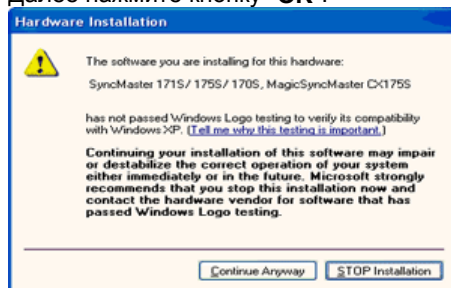 Далее нажмите кнопку "OK".
Hardware Installation
The software you are installing for this hardware:
SyncMaster 171S/ 175S/ 170S, MagicSyncMaster CX175S
has not passed Windows Logo testing to verify its compatibility
with Windows XP. (Tell me why this testing is important.)
Continuing your installation of this software may impair
or destabilize the correct operation of your system
either immediately or in the future. Microsoft strongly
recommends that you stop this installation now and
contact the hardware vendor for software that has
passed Windows Logo testing.
Continue Anyway STOP Installation